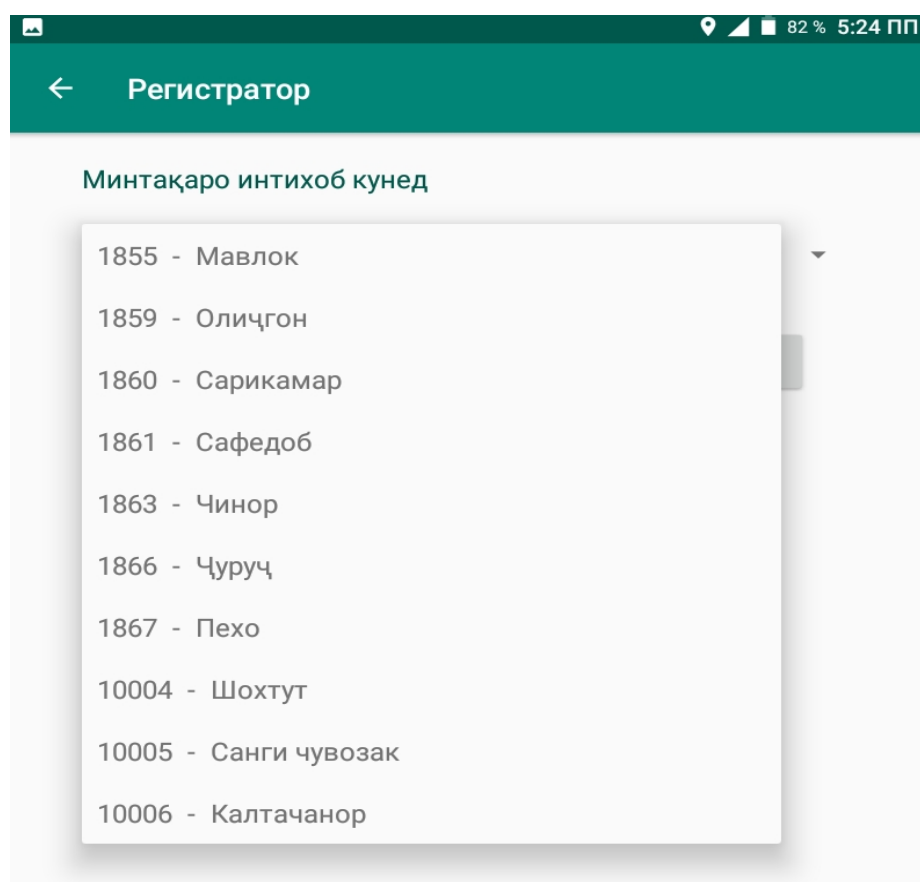 82 % 5:24 ПП
Регистратор
Минтақаро интихоб кунед
1855 - Мавлок
1859 - Оличгон
1860 - Сарикамар
1861 - Сафедоб
1863 - Чинор
1866 - Ҷуруҷ
1867 - Пехо
10004 - Шохтут
10005 - Санги чувозак
10006 - Калтачанор